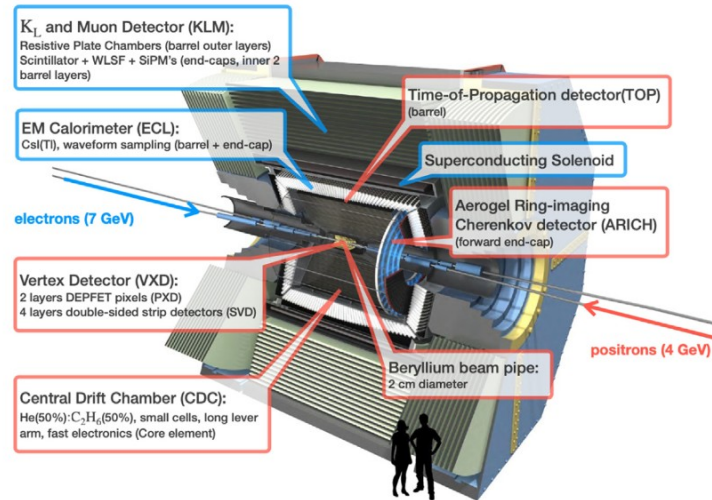 K_L and Muon Detector (KLM):
Resistive Plate Chambers (barrel outer layers)
Scintillator + WLSF + SiPM's (end-caps, inner 2
barrel layers)
EM Calorimeter (ECL):
CsI(Tl), waveform sampling (barrel + end-cap)
electrons (7 GeV)
Vertex Detector (VXD):
2 layers DEPFET pixels (PXD)
4 layers double-sided strip detectors (SVD)
Central Drift Chamber (CDC):
He(50%):C₂H₆(50%), small cells, long lever
arm, fast electronics (Core element)
Time-of-Propagation detector(TOP)
(barrel)
Superconducting Solenoid
Aerogel Ring-imaging
Cherenkov detector (ARICH)
(forward end-cap)
positrons (4 GeV)
Beryllium beam pipe:
2 cm diameter